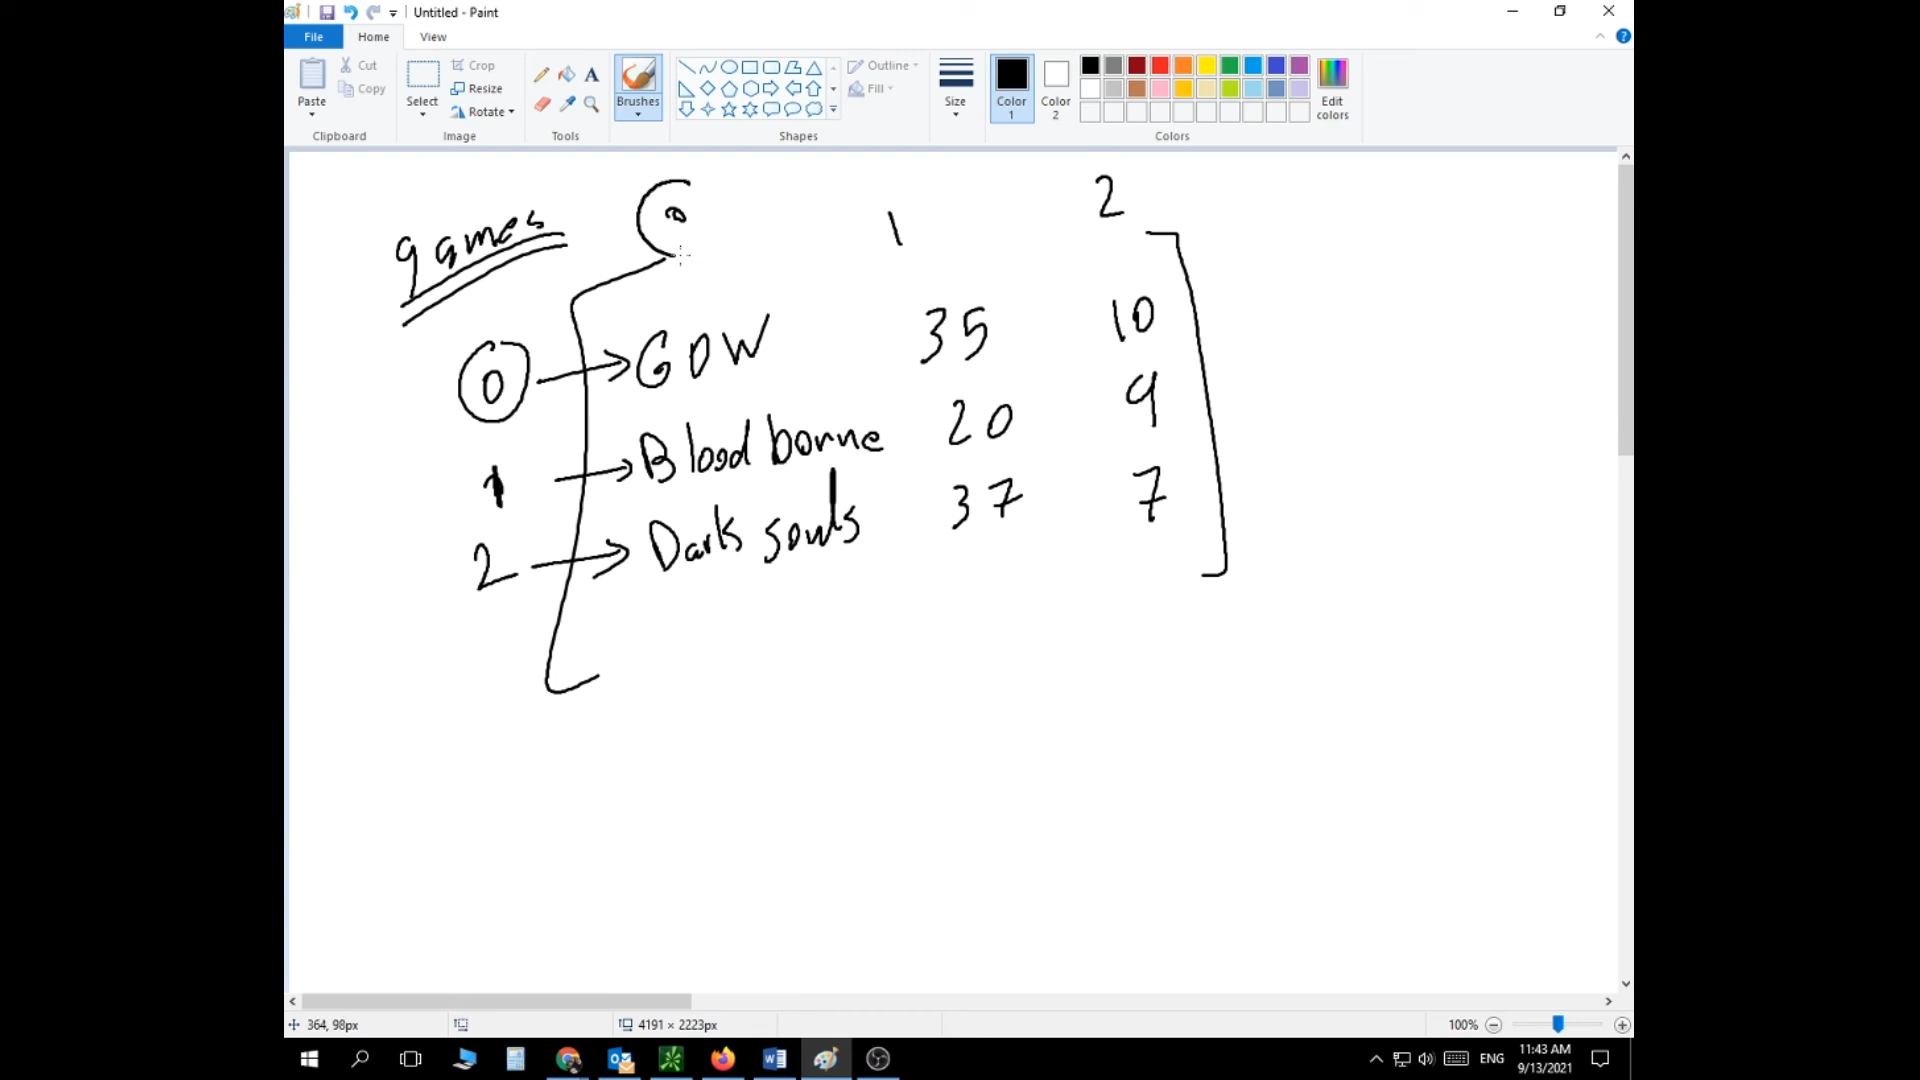 Untitled - Paint
File Home View
Paste
Cut
Copy
Clipboard
Select
Crop
Resize
Rotate
Image
A
Tools
Brushes
Outline
Fill
Shapes
Size
Color 1
Color 2
Edit colors
Colors
games 0 1 2
0 GOW 35 10
1 Bloodborne 20 9
2 Dark souls 37 7
364, 98px
4191 × 2223px
100%
ENG
11:43 AM
9/13/2021